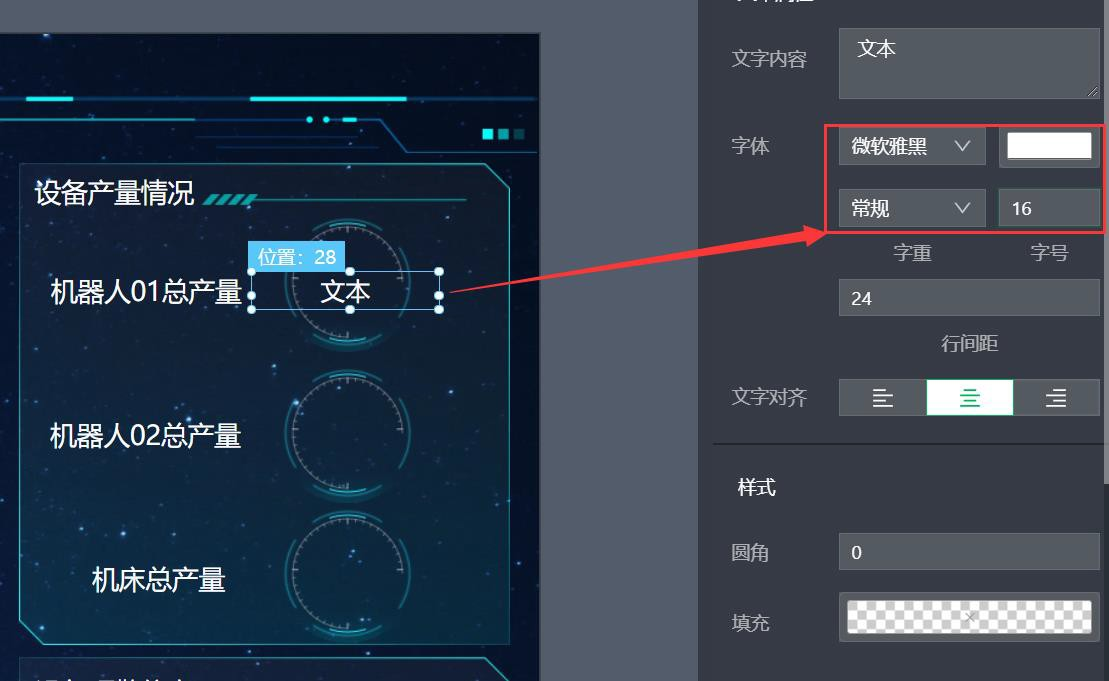 文字内容
文本
字体
微软雅黑
常规
16
字重
字号
24
行间距
文字对齐
样式
圆角
0
填充
设备产量情况
位置：28
机器人01总产量
文本
机器人02总产量
机床总产量